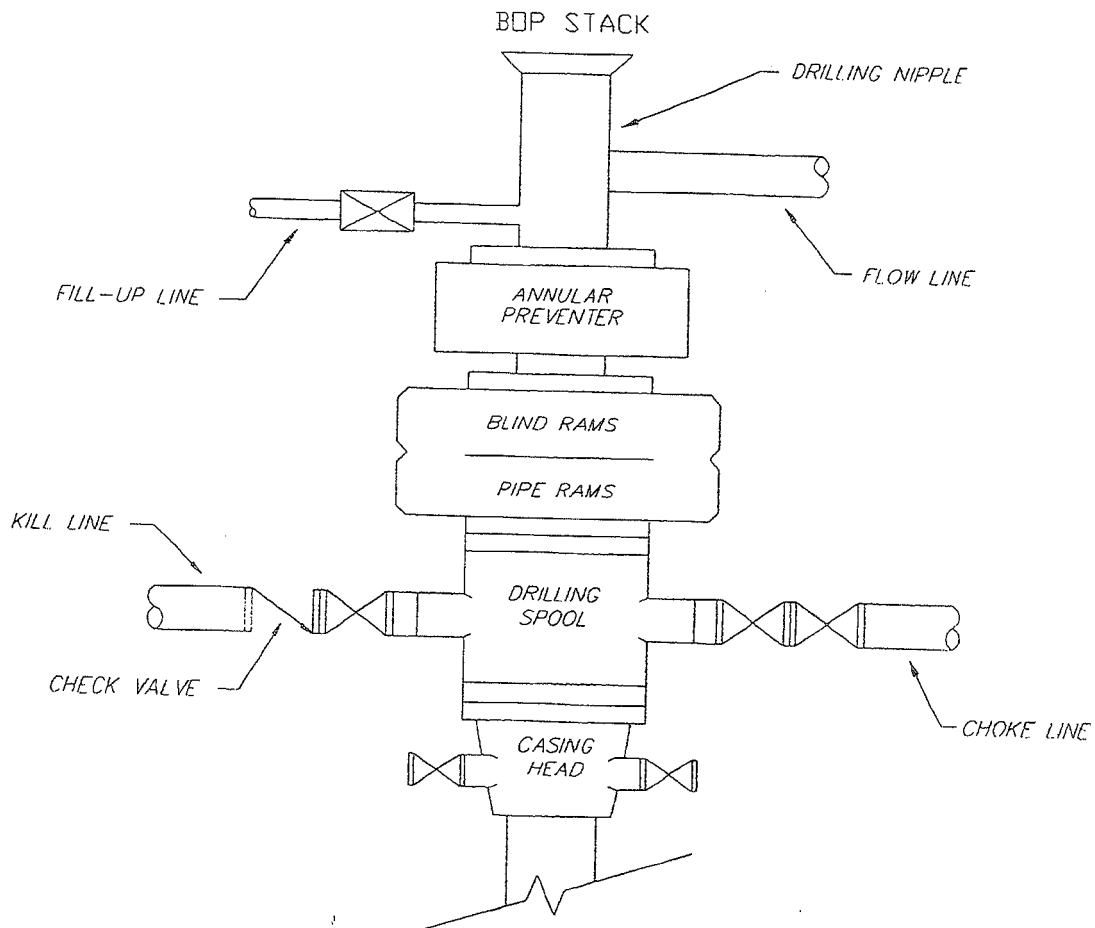 BOP STACK
DRILLING NIPPLE
FILL-UP LINE
FLOW LINE
ANNULAR
PREVENTER
BLIND RAMS
PIPE RAMS
KILL LINE
DRILLING
SPOOL
CHECK VALVE
CHOKE LINE
CASING
HEAD